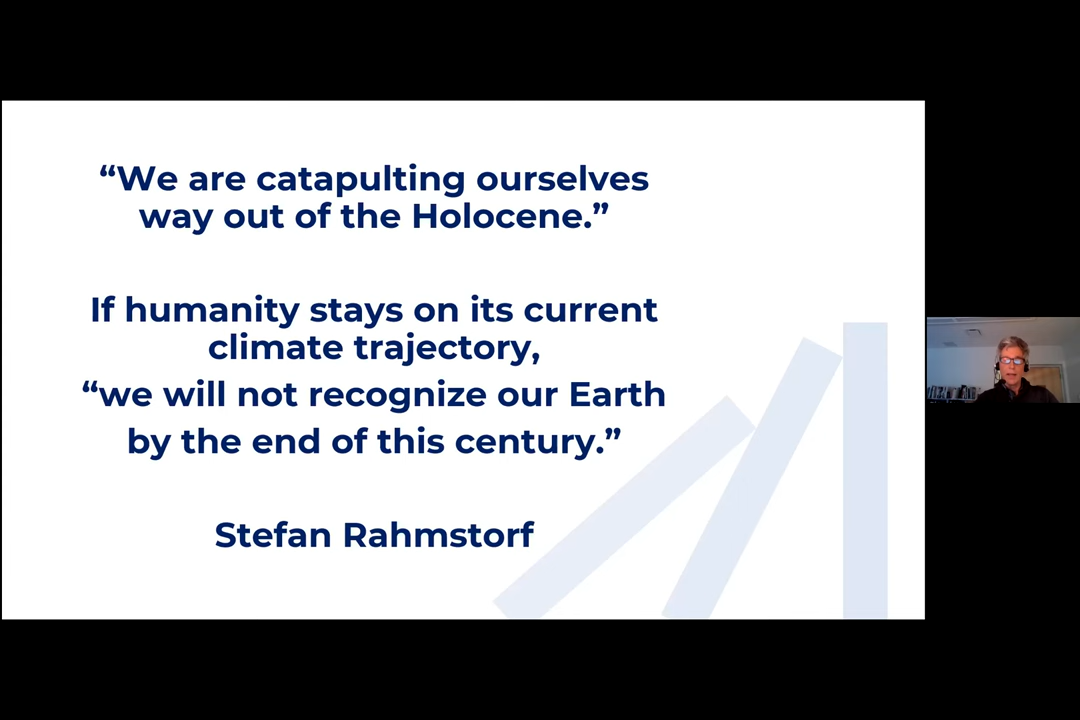 “We are catapulting ourselves
way out of the Holocene.”
If humanity stays on its current
climate trajectory,
“we will not recognize our Earth
by the end of this century.”
Stefan Rahmstorf